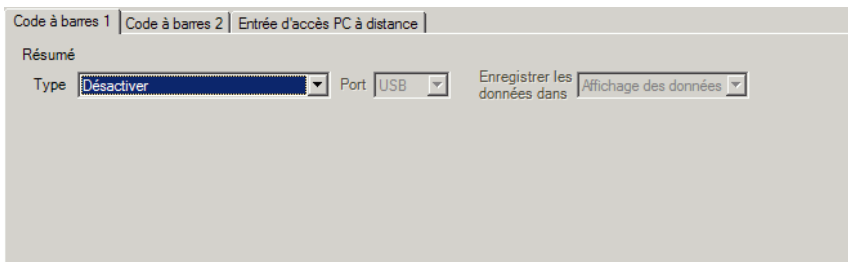 Code à barres 1 Code à barres 2 Entrée d'accès PC à distance
Résumé
Type Désactiver Port USB Enregistrer les données dans Affichage des données